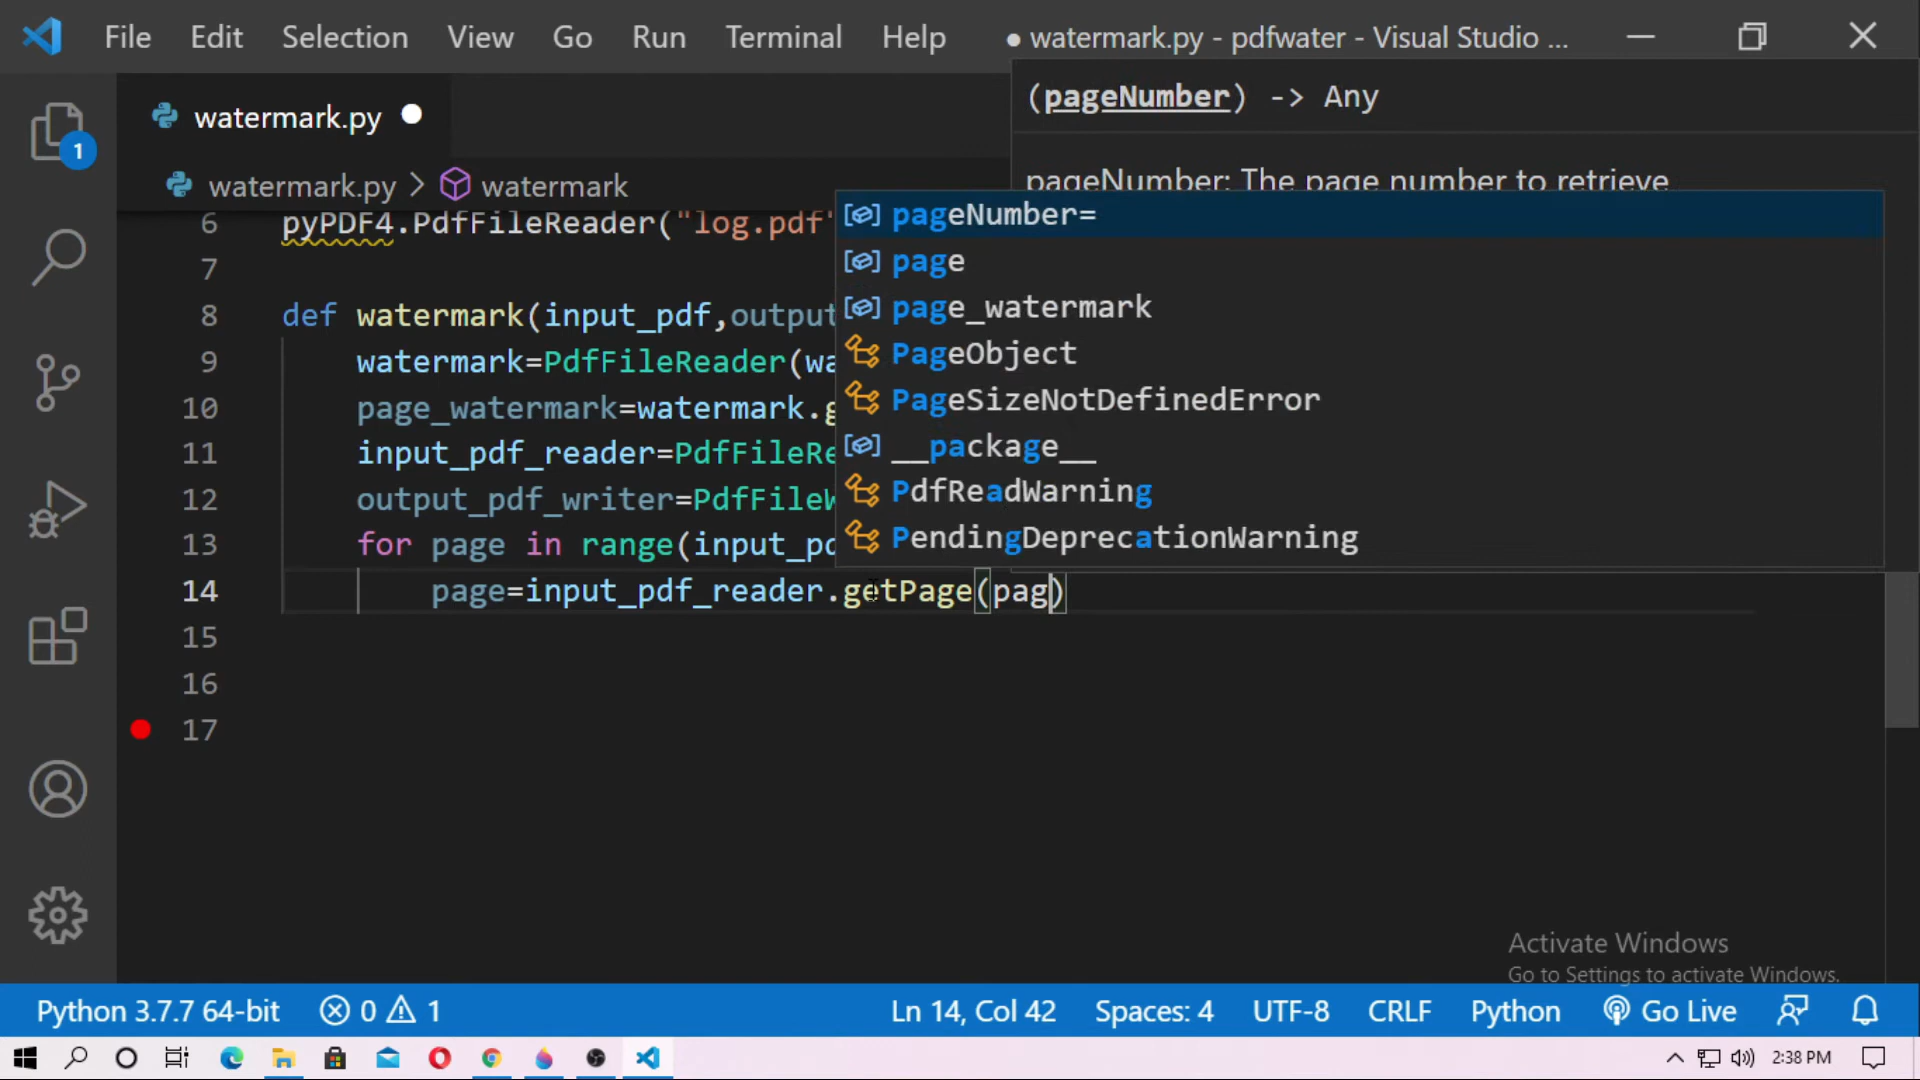 File Edit Selection View Go Run Terminal Help ● watermark.py - pdfwater - Visual Studio ...
watermark.py
(pageNumber) -> Any
1
watermark.py > watermark
pageNumber: The page number to retrieve
6 pyPDF4.PdfFileReader("log.pdf"
7
8 def watermark(input_pdf,output
9 watermark=PdfFileReader(wa
10 page_watermark=watermark.g
11 input_pdf_reader=PdfFileRe
12 output_pdf_writer=PdfFileW
13 for page in range(input_pd
14 page=input_pdf_reader.getPage(pag)
15
16
17
pageNumber=
page
page_watermark
PageObject
PageSizeNotDefinedError
__package__
PdfReadWarning
PendingDeprecationWarning
Activate Windows
Go to Settings to activate Windows.
Python 3.7.7 64-bit 0 1 Ln 14, Col 42 Spaces: 4 UTF-8 CRLF Python Go Live
2:38 PM